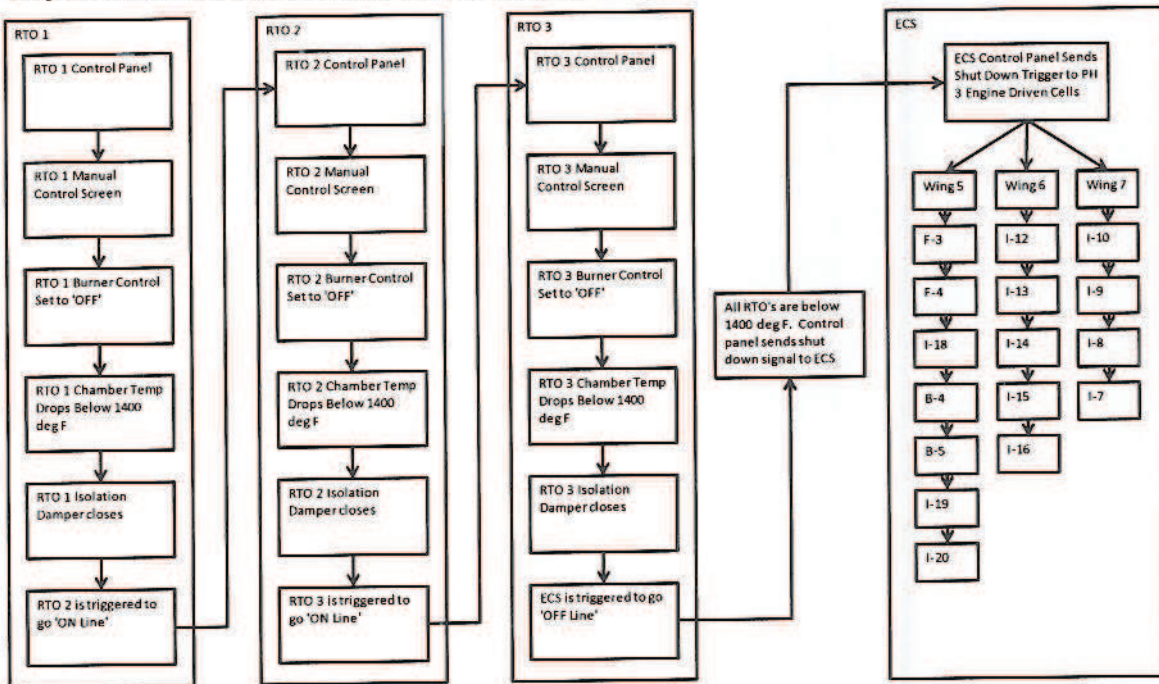 RTO 1
RTO 1 Control Panel
RTO 1 Manual
Control Screen
RTO 1 Burner Control
Set to 'OFF'
RTO 1 Chamber Temp
Drops Below 1400
deg F
RTO 1 Isolation
Damper closes
RTO 2 is triggered to
go 'ON Line'
RTO 2
RTO 2 Control Panel
RTO 2 Manual
Control Screen
RTO 2 Burner Control
Set to 'OFF'
RTO 2 Chamber Temp
Drops Below 1400
deg F
RTO 2 Isolation
Damper closes
RTO 3 is triggered to
go 'ON Line'
RTO 3
RTO 3 Control Panel
RTO 3 Manual
Control Screen
RTO 3 Burner Control
Set to 'OFF'
RTO 3 Chamber Temp
Drops Below 1400
deg F
RTO 3 Isolation
Damper closes
ECS is triggered to go
'OFF Line'
All RTO's are below
1400 deg F. Control
panel sends shut
down signal to ECS
ECS
ECS Control Panel Sends
Shut Down Trigger to PH
3 Engine Driven Cells
Wing 5
F-3
F-4
I-18
B-4
B-5
I-19
I-20
Wing 6
I-12
I-13
I-14
I-15
I-16
Wing 7
I-10
I-9
I-8
I-7